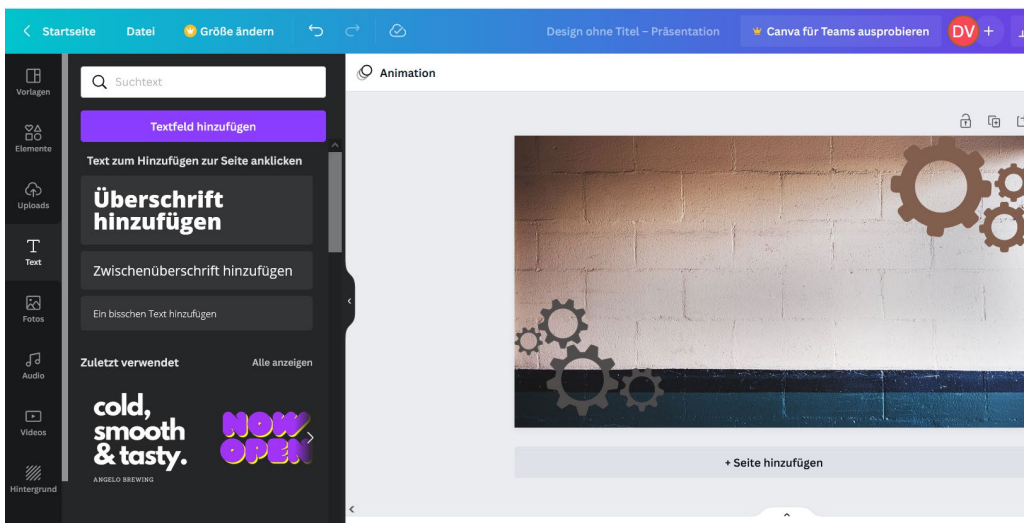 Startseite
Datei
Größe ändern
Design ohne Titel – Präsentation
Canva für Teams ausprobieren
DV
+
Vorlagen
Elemente
Uploads
Text
Fotos
Audio
Videos
Hintergrund
Suchtext
Textfeld hinzufügen
Text zum Hinzufügen zur Seite anklicken
Überschrift
hinzufügen
Zwischenüberschrift hinzufügen
Ein bisschen Text hinzufügen
Zuletzt verwendet
Alle anzeigen
cold,
smooth
& tasty.
ANGELO BREWING
NOW
OPEN
Animation
+ Seite hinzufügen